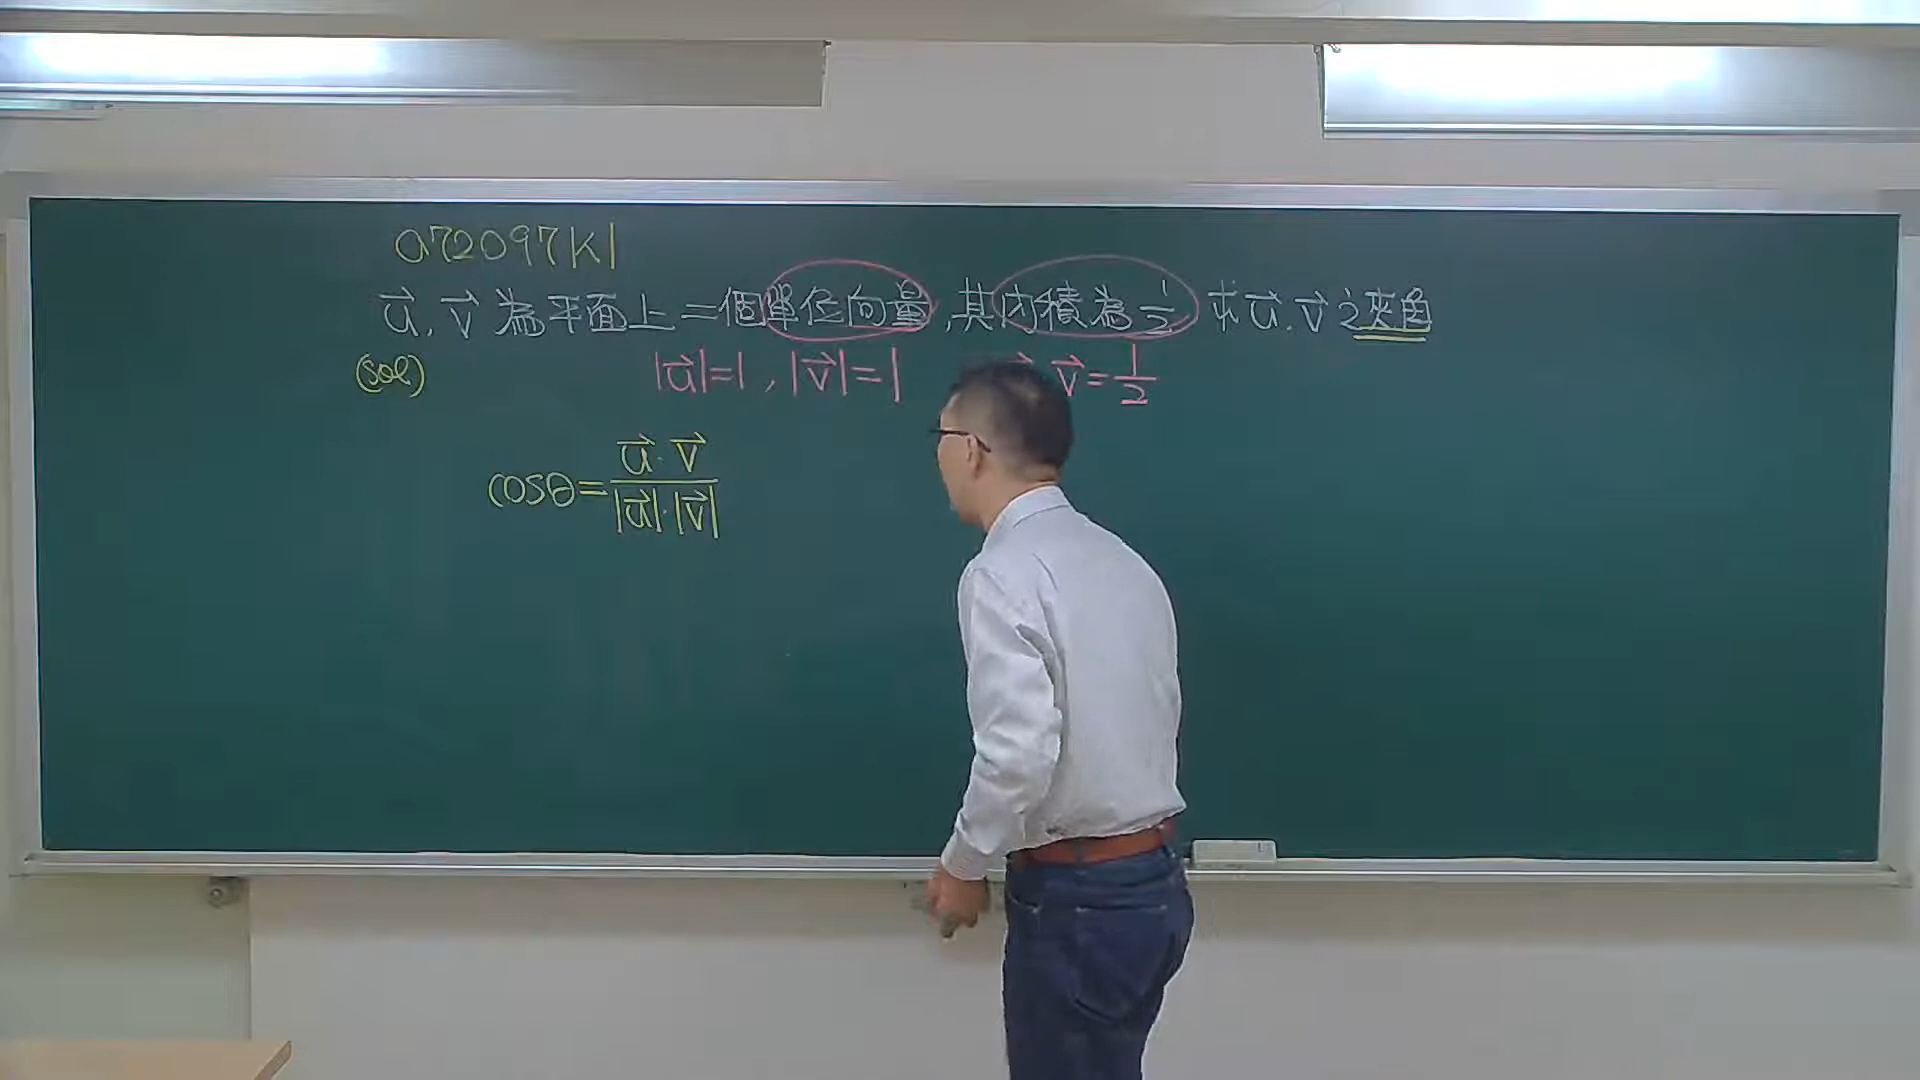 a72097K1
u⃗, v⃗ 為平面上二個單位向量, 其內積為 1/2 求 u⃗, v⃗ 之夾角
(sol) |u⃗|=1, |v⃗|=1 v⃗=1/2
cosθ = u⃗·v⃗ / |u⃗|·|v⃗|